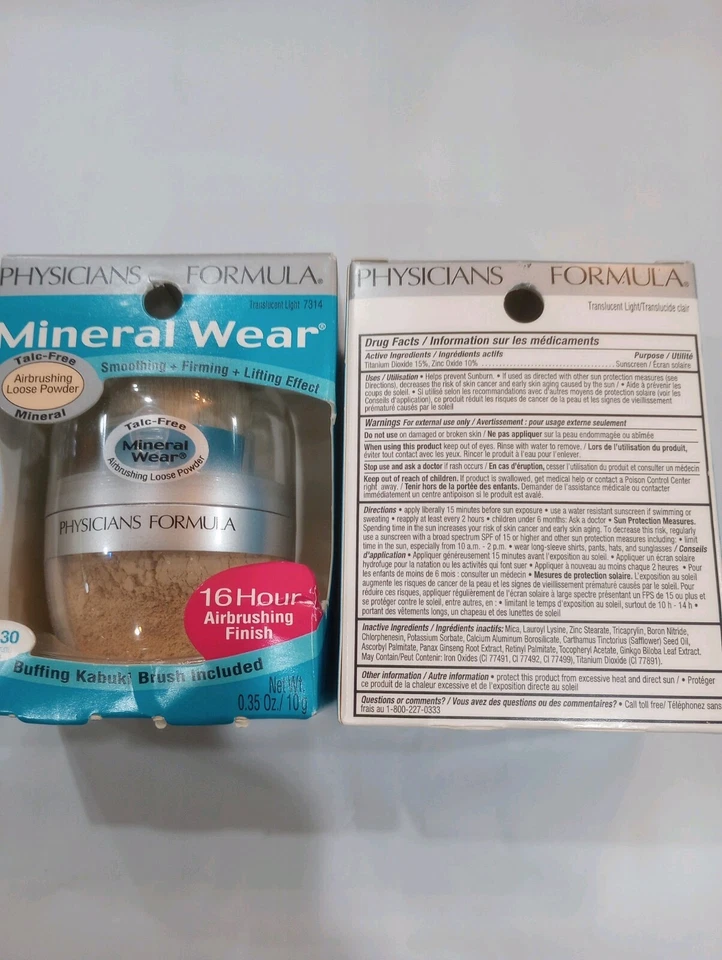 PHYSICIANS FORMULA®
Translucent Light 7314
Mineral Wear®
Talc-Free
Airbrushing
Loose Powder
Mineral
Smoothing + Firming + Lifting Effect
Talc-Free
Mineral
Wear®
Airbrushing Loose Powder
PHYSICIANS FORMULA
16 Hour
Airbrushing
Finish
30
Buffing Kabuki Brush Included
Net Wt.
0.35 Oz./ 10 g
PHYSICIANS FORMULA®
Translucent Light/Translucide clair
Drug Facts / Information sur les médicaments
Active Ingredients / Ingrédients actifs Purpose / Utilité
Titanium Dioxide 15%, Zinc Oxide 10% Sunscreen / Écran solaire
Uses / Utilisation • Helps prevent Sunburn. • If used as directed with other sun protection measures (see
Directions), decreases the risk of skin cancer and early skin aging caused by the sun / • Aide à prévenir les
coups de soleil. • Si utilisé selon les recommandations avec d'autres moyens de protection solaire (voir les
Conseils d'application), ce produit réduit les risques de cancer de la peau et les signes de vieillissement
prématuré causés par le soleil
Warnings For external use only / Avertissement : pour usage externe seulement
Do not use on damaged or broken skin / Ne pas appliquer sur la peau endommagée ou abîmée
When using this product keep out of eyes. Rinse with water to remove. / Lors de l'utilisation du produit,
éviter tout contact avec les yeux. Rincer le produit à l'eau pour l'enlever.
Stop use and ask a doctor if rash occurs / En cas d'éruption, cesser l'utilisation du produit et consulter un médecin
Keep out of reach of children. If product is swallowed, get medical help or contact a Poison Control Center
right away. / Tenir hors de la portée des enfants. Demander de l'assistance médicale ou contacter
immédiatement un centre antipoison si le produit est avalé.
Directions • apply liberally 15 minutes before sun exposure • use a water resistant sunscreen if swimming or
sweating • reapply at least every 2 hours • children under 6 months: Ask a doctor • Sun Protection Measures.
Spending time in the sun increases your risk of skin cancer and early skin aging. To decrease this risk, regularly
use a sunscreen with a broad spectrum SPF of 15 or higher and other sun protection measures including: • limit
time in the sun, especially from 10 a.m. - 2 p.m. • wear long-sleeve shirts, pants, hats, and sunglasses / Conseils
d'application • Appliquer généreusement 15 minutes avant l'exposition au soleil. • Appliquer un écran solaire
hydrofuge pour la natation ou les activités qui font suer • Appliquer à nouveau au moins chaque 2 heures • Pour
les enfants de moins de 6 mois : consulter un médecin • Mesures de protection solaire. L'exposition au soleil
augmente les risques de cancer de la peau et les signes de vieillissement prématuré causés par le soleil. Pour
réduire ces risques, appliquer régulièrement de l'écran solaire à large spectre présentant un FPS de 15 ou plus et
se protéger contre le soleil, entre autres, en : • limitant le temps d'exposition au soleil, surtout de 10 h - 14 h •
portant des vêtements longs, un chapeau et des lunettes de soleil
Inactive Ingredients / Ingrédients inactifs: Mica, Lauroyl Lysine, Zinc Stearate, Tricaprylin, Boron Nitride,
Chlorphenesin, Potassium Sorbate, Calcium Aluminum Borosilicate, Carthamus Tinctorius (Safflower) Seed Oil,
Ascorbyl Palmitate, Panax Ginseng Root Extract, Retinyl Palmitate, Tocopheryl Acetate, Ginkgo Biloba Leaf Extract.
May Contain/Peut Contenir: Iron Oxides (CI 77491, CI 77492, CI 77499), Titanium Dioxide (CI 77891).
Other information / Autre information • protect this product from excessive heat and direct sun / • Protéger
ce produit de la chaleur excessive et de l'exposition directe au soleil
Questions or comments? / Vous avez des questions ou des commentaires? • Call toll free/ Téléphonez sans
frais au 1-800-227-0333